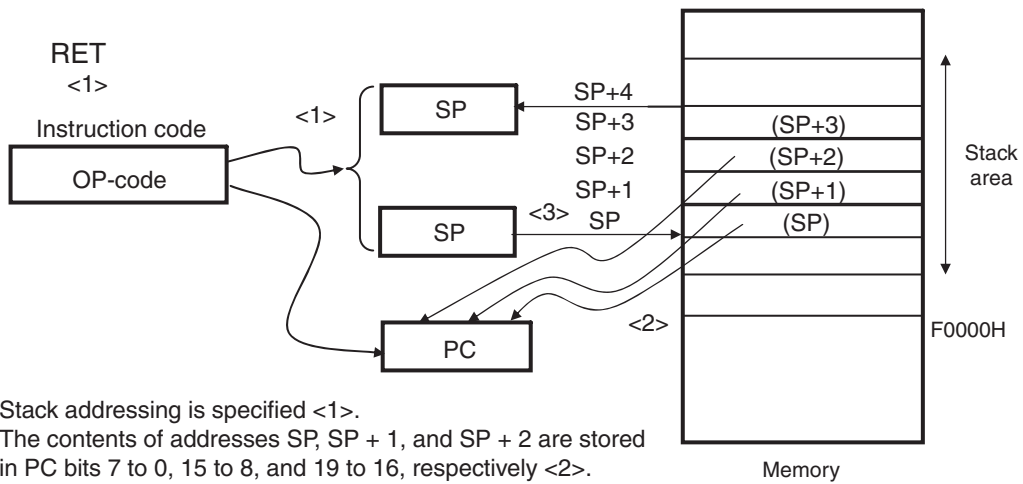 RET
<1>
Instruction code
OP-code
<1>
SP
SP
SP+4
SP+3
SP+2
SP+1
<3> SP
(SP+3)
(SP+2)
(SP+1)
(SP)
Stack
area
<2>
F0000H
PC
Stack addressing is specified <1>.
The contents of addresses SP, SP + 1, and SP + 2 are stored
in PC bits 7 to 0, 15 to 8, and 19 to 16, respectively <2>.
Memory